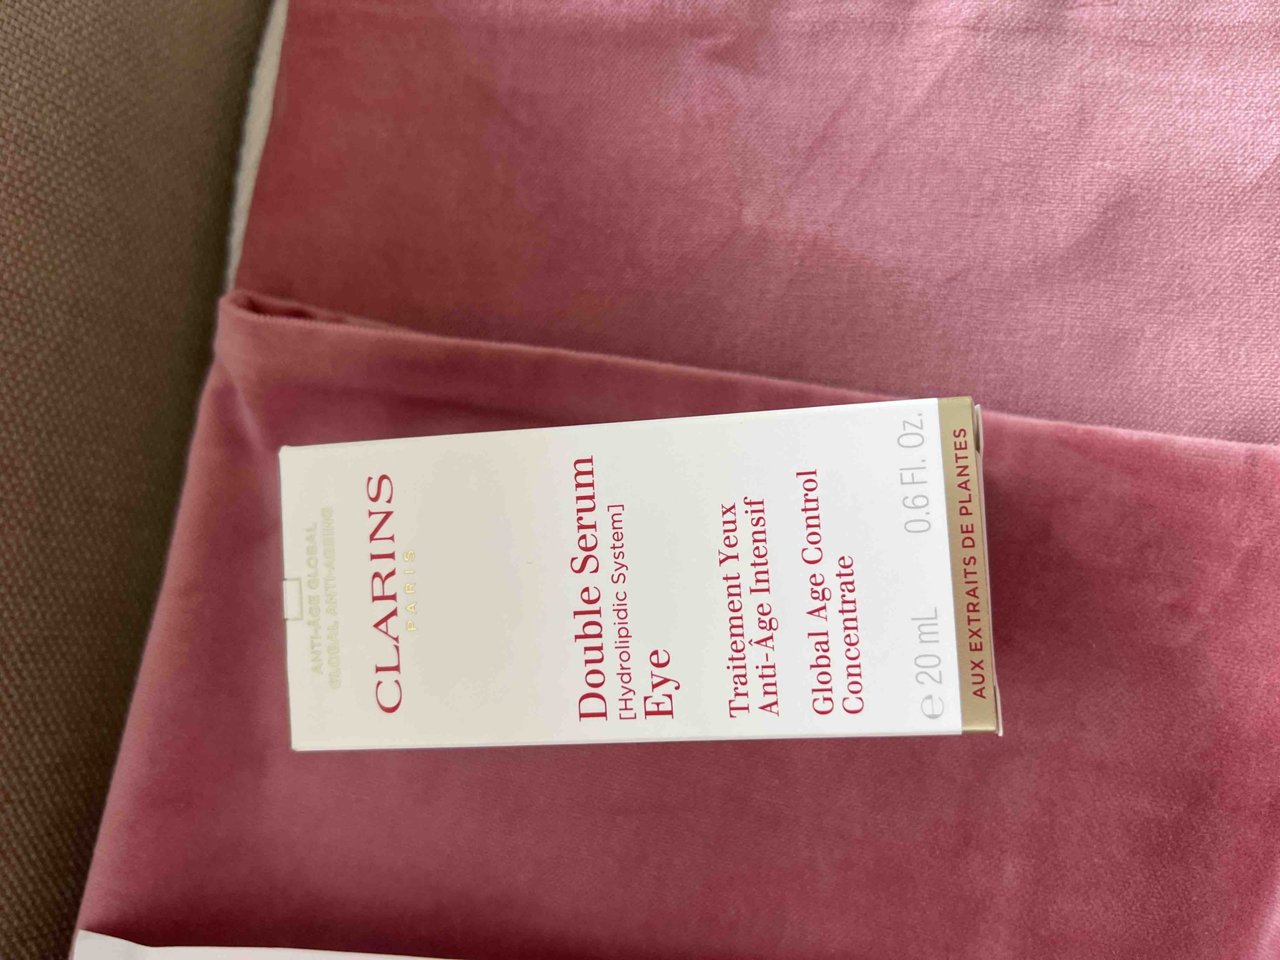 ANTI-ÂGE GLOBAL
GLOBAL ANTI-AGEING
CLARINS
PARIS
Double Serum
[Hydrolipidic System]
Eye
Traitement Yeux
Anti-Âge Intensif
Global Age Control
Concentrate
e 20 mL 0.6 Fl. Oz.
AUX EXTRAITS DE PLANTES